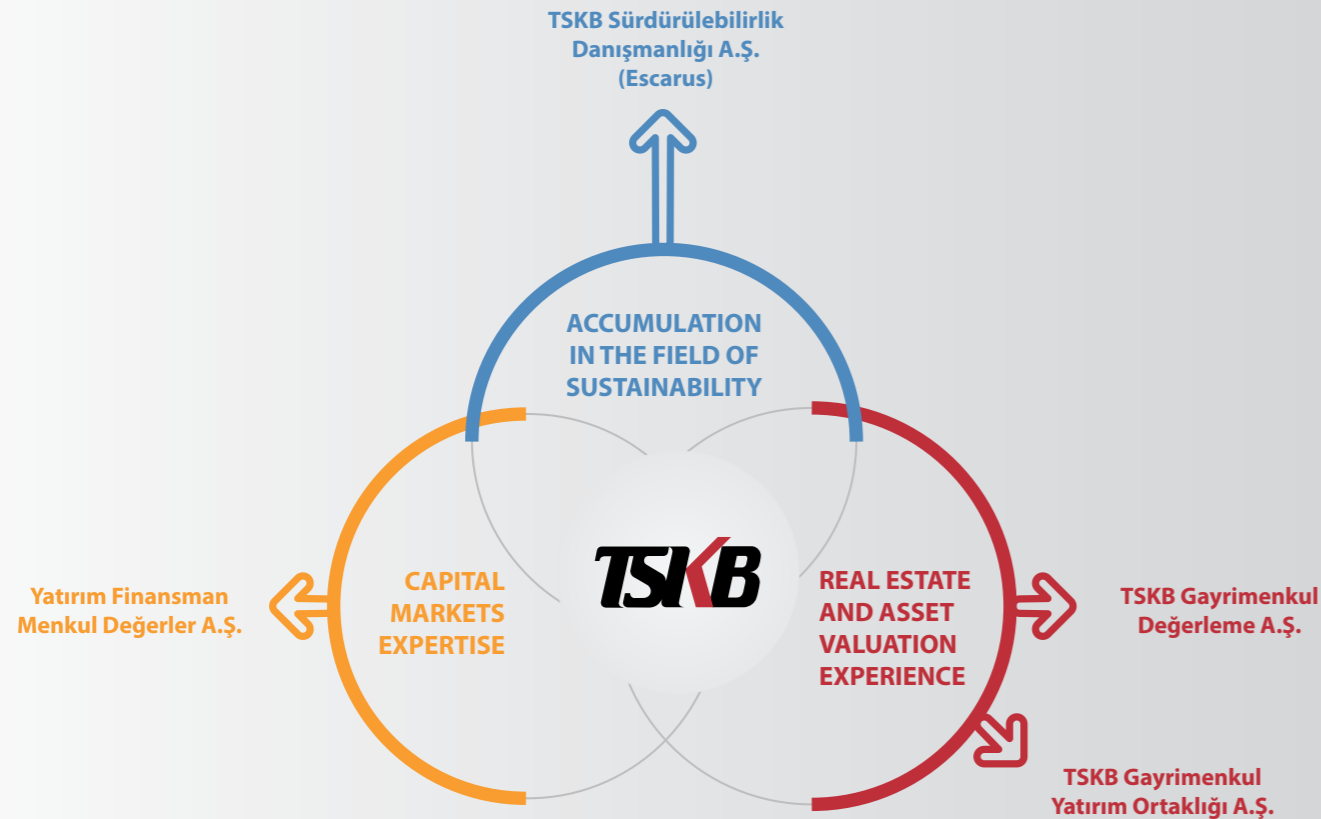 TSKB Sürdürülebilirlik
Danışmanlığı A.Ş.
(Escarus)
ACCUMULATION
IN THE FIELD OF
SUSTAINABILITY
Yatırım Finansman
Menkul Değerler A.Ş.
CAPITAL
MARKETS
EXPERTISE
TSKB
REAL ESTATE
AND ASSET
VALUATION
EXPERIENCE
TSKB Gayrimenkul
Değerleme A.Ş.
TSKB Gayrimenkul
Yatırım Ortaklığı A.Ş.